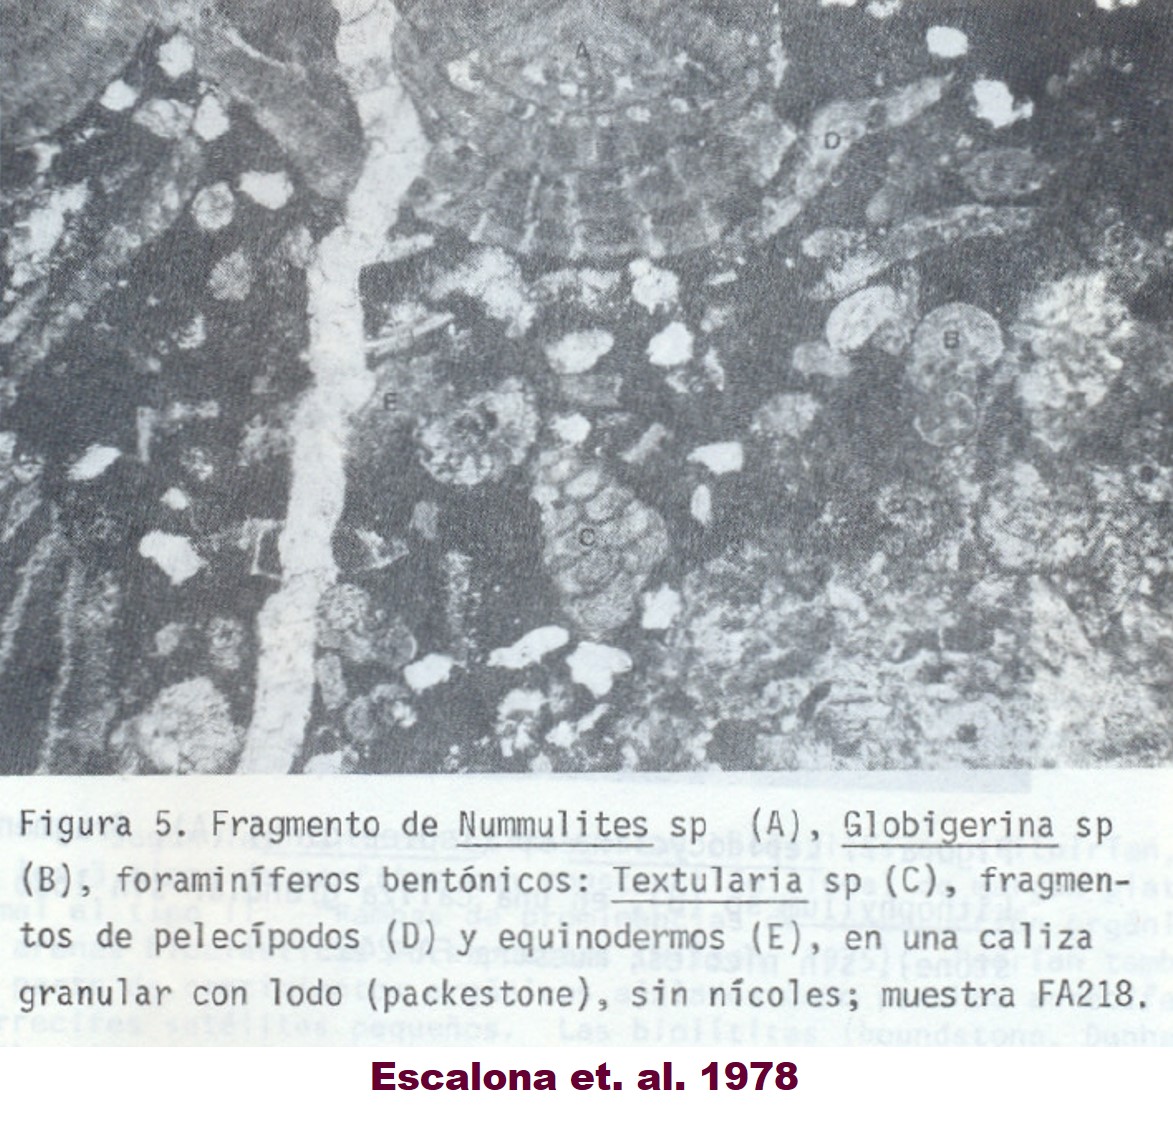 A
D
B
E
C
Figura 5. Fragmento de Nummulites sp (A), Globigerina sp
(B), foraminíferos bentónicos: Textularia sp (C), fragmen-
tos de pelecípodos (D) y equinodermos (E), en una caliza
granular con lodo (packestone), sin nícoles; muestra FA218.
Escalona et. al. 1978